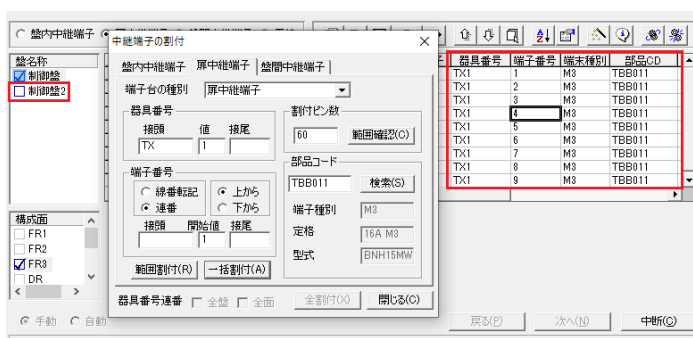 盤内中継端子
中継端子の割付
盤名称
制御盤
制御盤2
構成面
FR1
FR2
FR3
DR
手動 自動
盤内中継端子 扉中継端子 盤間中継端子
端子台の種別 扉中継端子
器具番号
接頭 値 接尾
TX 1
割付ピン数
60 範囲確認(C)
端子番号
線番転記 上から
連番 下から
接頭 開始値 接尾
1
範囲割付(R) 一括割付(A)
部品コード
TBB011 検索(S)
端子種別 M3
定格 16A M3
型式 BNH15MW
器具番号連番 全盤 全面 全割付(X) 閉じる(C)
器具番号 端子番号 端末種別 部品CD
TX1 1 M3 TBB011
TX1 2 M3 TBB011
TX1 3 M3 TBB011
TX1 4 M3 TBB011
TX1 5 M3 TBB011
TX1 6 M3 TBB011
TX1 7 M3 TBB011
TX1 8 M3 TBB011
TX1 9 M3 TBB011
戻る(P) 次へ(N) 中断(Q)